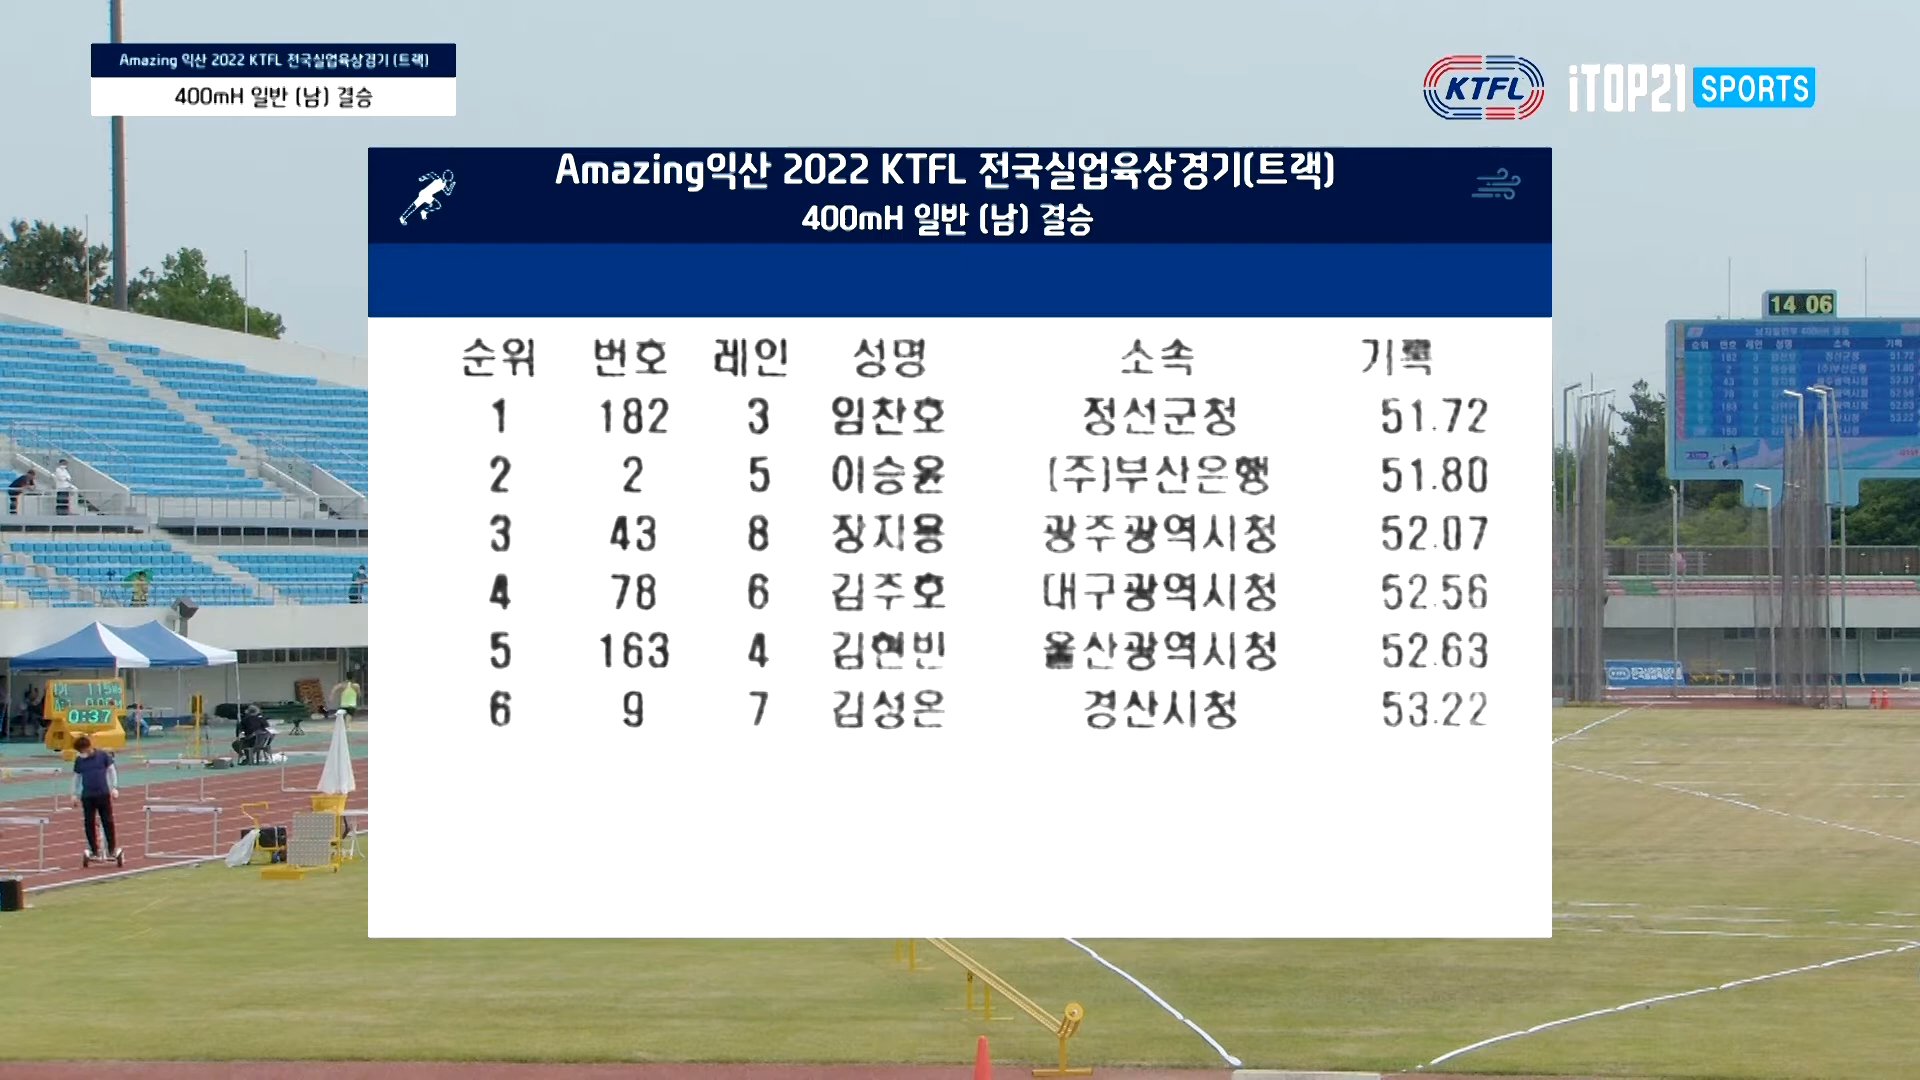 Amazing 익산 2022 KTFL 전국실업육상경기 (트랙)
400mH 일반 (남) 결승
KTFL
iTOP21 SPORTS
Amazing익산 2022 KTFL 전국실업육상경기(트랙)
400mH 일반 (남) 결승
순위 번호 레인 성명 소속 기록
1 182 3 임찬호 정선군청 51.72
2 2 5 이승윤 (주)부산은행 51.80
3 43 8 장지용 광주광역시청 52.07
4 78 6 김주호 대구광역시청 52.56
5 163 4 김현빈 울산광역시청 52.63
6 9 7 김성은 경산시청 53.22
14 06
0:37